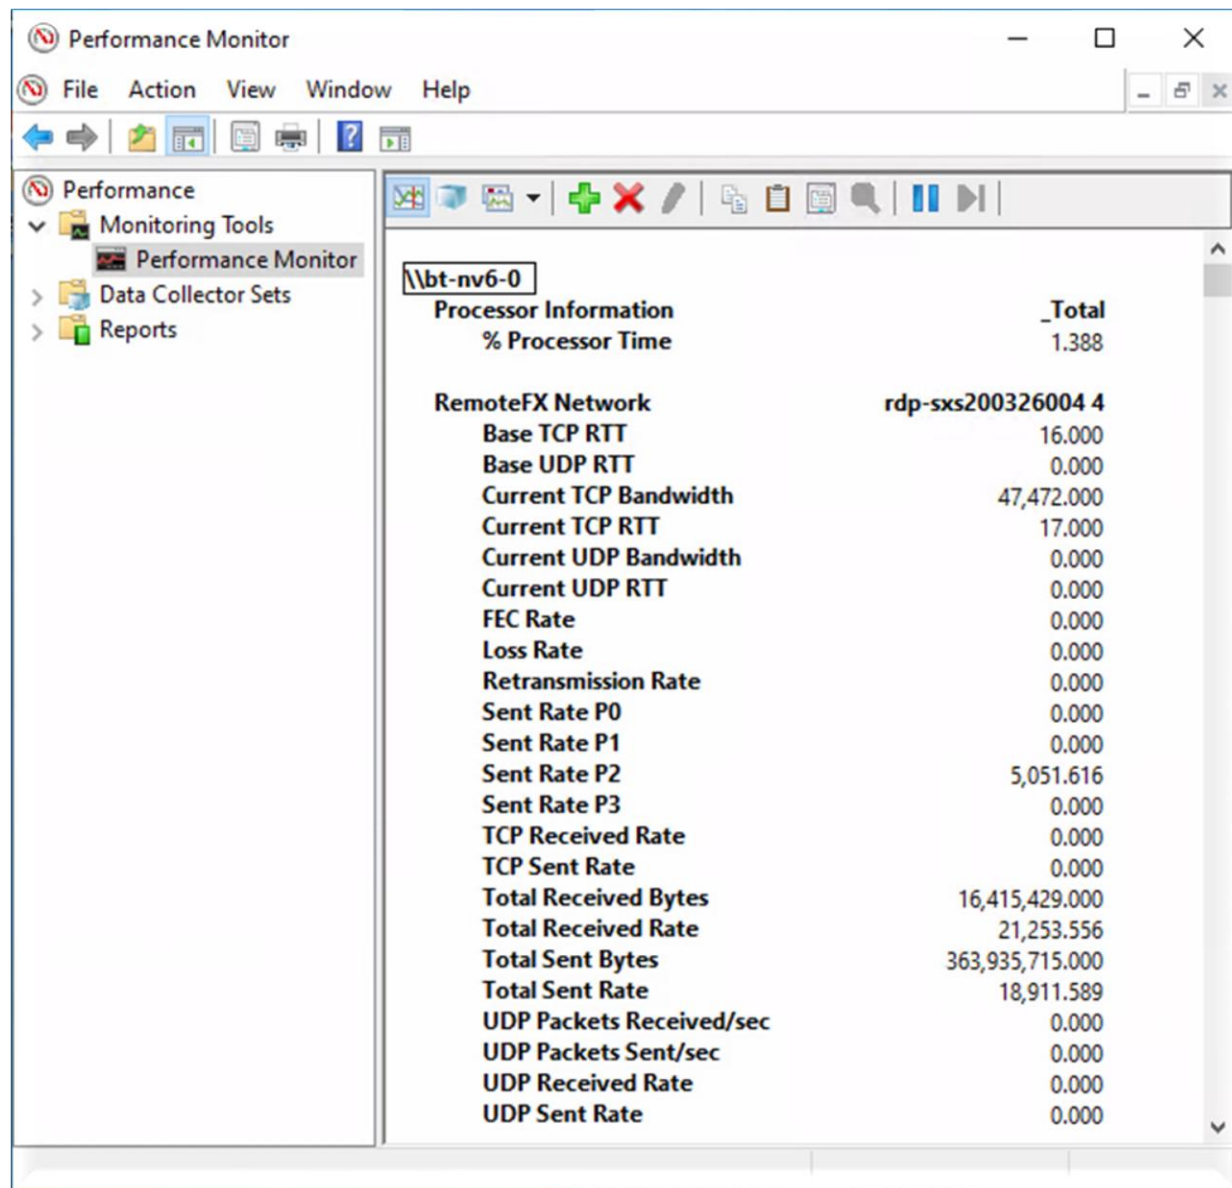 Performance Monitor
File Action View Window Help
Performance
Monitoring Tools
Performance Monitor
Data Collector Sets
Reports
\\bt-nv6-0
Processor Information _Total
% Processor Time 1.388
RemoteFX Network rdp-sxs200326004 4
Base TCP RTT 16.000
Base UDP RTT 0.000
Current TCP Bandwidth 47,472.000
Current TCP RTT 17.000
Current UDP Bandwidth 0.000
Current UDP RTT 0.000
FEC Rate 0.000
Loss Rate 0.000
Retransmission Rate 0.000
Sent Rate P0 0.000
Sent Rate P1 0.000
Sent Rate P2 5,051.616
Sent Rate P3 0.000
TCP Received Rate 0.000
TCP Sent Rate 0.000
Total Received Bytes 16,415,429.000
Total Received Rate 21,253.556
Total Sent Bytes 363,935,715.000
Total Sent Rate 18,911.589
UDP Packets Received/sec 0.000
UDP Packets Sent/sec 0.000
UDP Received Rate 0.000
UDP Sent Rate 0.000